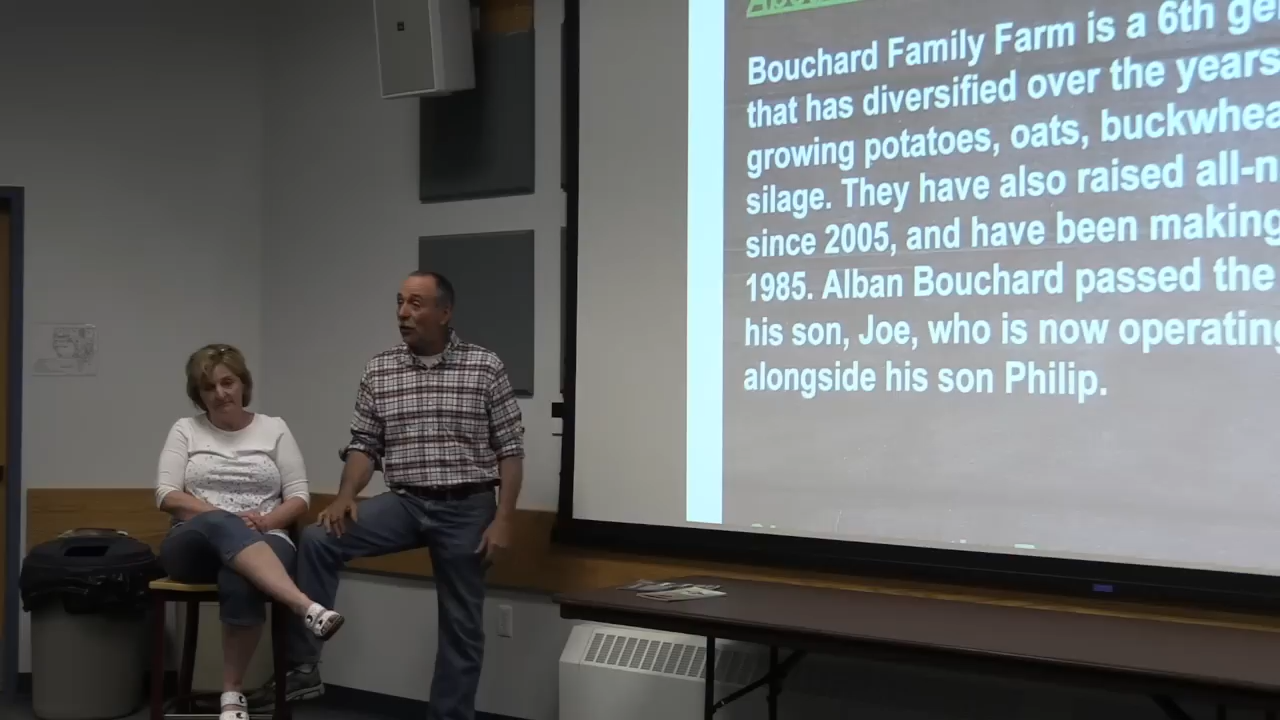 Bouchard Family Farm is a 6th ge
that has diversified over the years
growing potatoes, oats, buckwhea
silage. They have also raised all-n
since 2005, and have been making
1985. Alban Bouchard passed the
his son, Joe, who is now operating
alongside his son Philip.